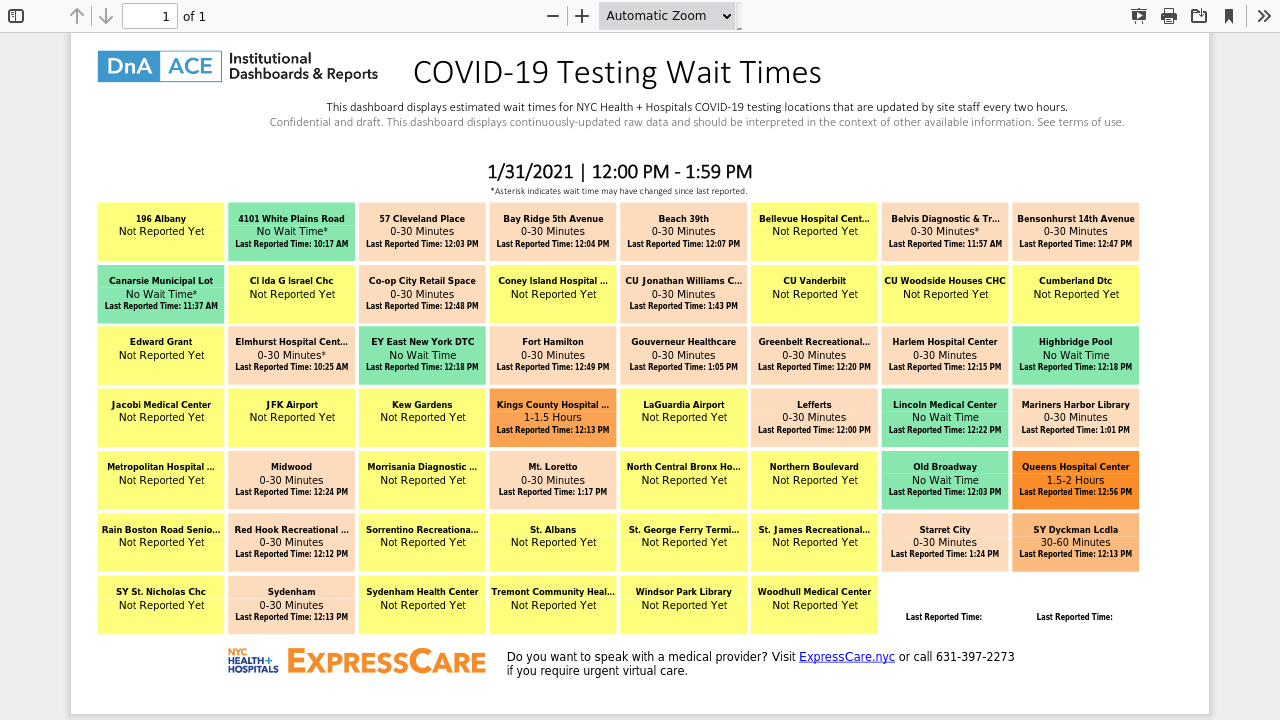 1 of 1
Automatic Zoom
DnA ACE Institutional Dashboards & Reports
COVID-19 Testing Wait Times
This dashboard displays estimated wait times for NYC Health + Hospitals COVID-19 testing locations that are updated by site staff every two hours.
Confidential and draft. This dashboard displays continuously-updated raw data and should be interpreted in the context of other available information. See terms of use.
1/31/2021 | 12:00 PM - 1:59 PM
*Asterisk indicates wait time may have changed since last reported.
196 Albany
Not Reported Yet
4101 White Plains Road
No Wait Time*
Last Reported Time: 10:17 AM
57 Cleveland Place
0-30 Minutes
Last Reported Time: 12:03 PM
Bay Ridge 5th Avenue
0-30 Minutes
Last Reported Time: 12:04 PM
Beach 39th
0-30 Minutes
Last Reported Time: 12:07 PM
Bellevue Hospital Cent...
Not Reported Yet
Belvis Diagnostic & Tr...
0-30 Minutes*
Last Reported Time: 11:57 AM
Bensonhurst 14th Avenue
0-30 Minutes
Last Reported Time: 12:47 PM
Canarsie Municipal Lot
No Wait Time*
Last Reported Time: 11:37 AM
CI Ida G Israel Chc
Not Reported Yet
Co-op City Retail Space
0-30 Minutes
Last Reported Time: 12:48 PM
Coney Island Hospital ...
Not Reported Yet
CU Jonathan Williams C...
0-30 Minutes
Last Reported Time: 1:43 PM
CU Vanderbilt
Not Reported Yet
CU Woodside Houses CHC
Not Reported Yet
Cumberland Dtc
Not Reported Yet
Edward Grant
Not Reported Yet
Elmhurst Hospital Cent...
0-30 Minutes*
Last Reported Time: 10:25 AM
EY East New York DTC
No Wait Time
Last Reported Time: 12:18 PM
Fort Hamilton
0-30 Minutes
Last Reported Time: 12:49 PM
Gouverneur Healthcare
0-30 Minutes
Last Reported Time: 1:05 PM
Greenbelt Recreational...
0-30 Minutes
Last Reported Time: 12:20 PM
Harlem Hospital Center
0-30 Minutes
Last Reported Time: 12:15 PM
Highbridge Pool
No Wait Time
Last Reported Time: 12:18 PM
Jacobi Medical Center
Not Reported Yet
JFK Airport
Not Reported Yet
Kew Gardens
Not Reported Yet
Kings County Hospital ...
1-1.5 Hours
Last Reported Time: 12:13 PM
LaGuardia Airport
Not Reported Yet
Lefferts
0-30 Minutes
Last Reported Time: 12:00 PM
Lincoln Medical Center
No Wait Time
Last Reported Time: 12:22 PM
Mariners Harbor Library
0-30 Minutes
Last Reported Time: 1:01 PM
Metropolitan Hospital ...
Not Reported Yet
Midwood
0-30 Minutes
Last Reported Time: 12:24 PM
Morrisania Diagnostic ...
Not Reported Yet
Mt. Loretto
0-30 Minutes
Last Reported Time: 1:17 PM
North Central Bronx Ho...
Not Reported Yet
Northern Boulevard
Not Reported Yet
Old Broadway
No Wait Time
Last Reported Time: 12:03 PM
Queens Hospital Center
1.5-2 Hours
Last Reported Time: 12:56 PM
Rain Boston Road Senio...
Not Reported Yet
Red Hook Recreational ...
0-30 Minutes
Last Reported Time: 12:12 PM
Sorrentino Recreationa...
Not Reported Yet
St. Albans
Not Reported Yet
St. George Ferry Termi...
Not Reported Yet
St. James Recreational...
Not Reported Yet
Starret City
0-30 Minutes
Last Reported Time: 1:24 PM
SY Dyckman Lcdla
30-60 Minutes
Last Reported Time: 12:13 PM
SY St. Nicholas Chc
Not Reported Yet
Sydenham
0-30 Minutes
Last Reported Time: 12:13 PM
Sydenham Health Center
Not Reported Yet
Tremont Community Heal...
Not Reported Yet
Windsor Park Library
Not Reported Yet
Woodhull Medical Center
Not Reported Yet
Last Reported Time:
Last Reported Time:
NYC HEALTH+ HOSPITALS
EXPRESSCARE
Do you want to speak with a medical provider? Visit ExpressCare.nyc or call 631-397-2273
if you require urgent virtual care.